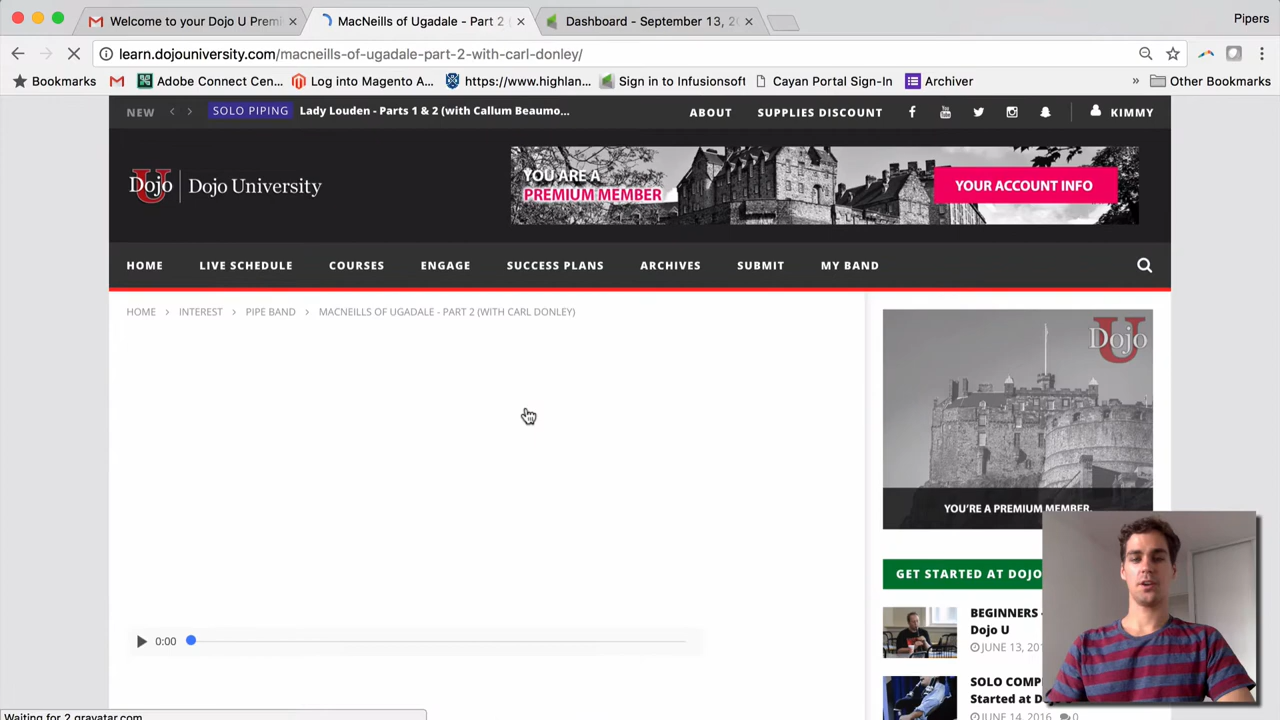 Welcome to your Dojo U Premi
MacNeills of Ugadale - Part 2 (
Dashboard - September 13, 20
Pipers
learn.dojouniversity.com/macneills-of-ugadale-part-2-with-carl-donley/
Bookmarks
Adobe Connect Cen...
Log into Magento A...
https://www.highlan...
Sign in to Infusionsoft
Cayan Portal Sign-In
Archiver
»
Other Bookmarks
NEW
SOLO PIPING
Lady Louden - Parts 1 & 2 (with Callum Beaumo...
ABOUT
SUPPLIES DISCOUNT
KIMMY
Dojo U
Dojo University
YOU ARE A
PREMIUM MEMBER
YOUR ACCOUNT INFO
HOME
LIVE SCHEDULE
COURSES
ENGAGE
SUCCESS PLANS
ARCHIVES
SUBMIT
MY BAND
HOME > INTEREST > PIPE BAND > MACNEILLS OF UGADALE - PART 2 (WITH CARL DONLEY)
Dojo U
YOU'RE A PREMIUM MEMBER.
GET STARTED AT DOJO
BEGINNERS -
Dojo U
JUNE 13, 201
SOLO COMP
Started at D
JUNE 14, 2016
0
0:00
Waiting for 2.gravatar.com